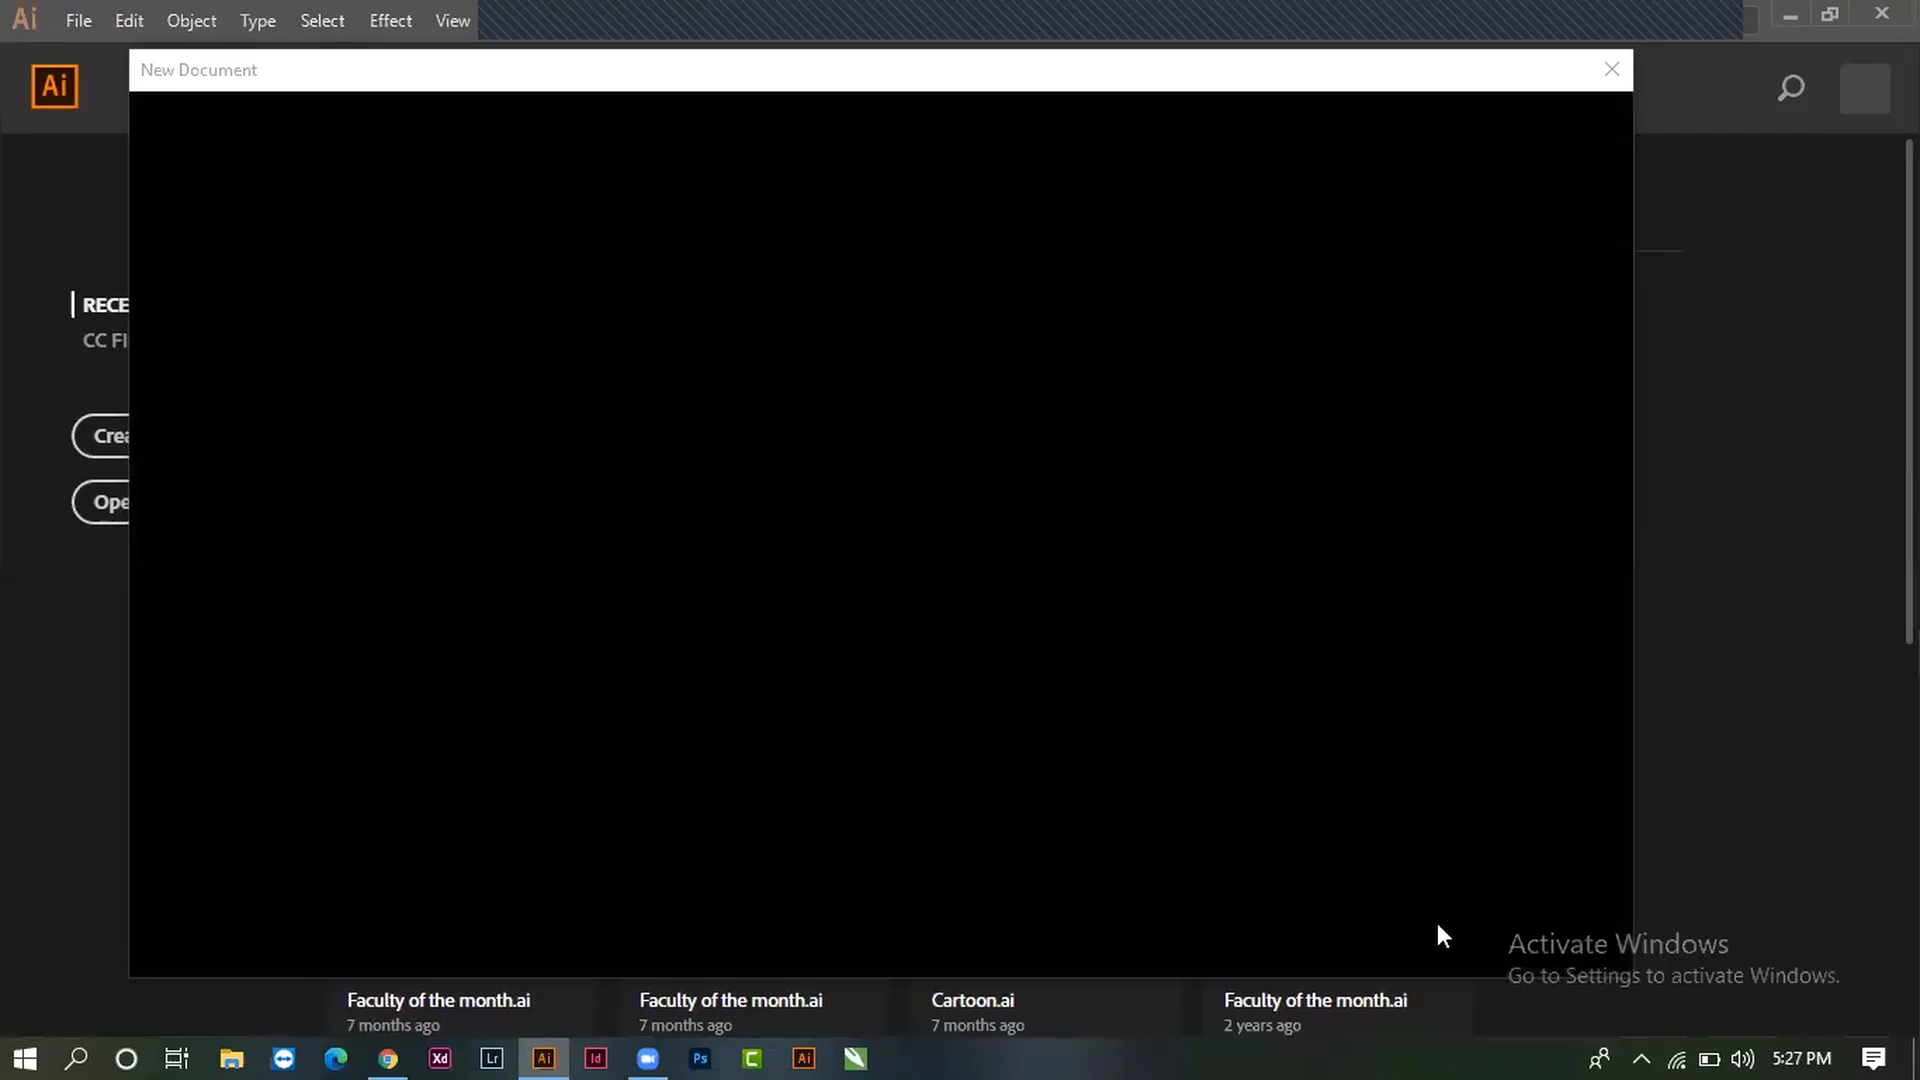 Ai File Edit Object Type Select Effect View
New Document
Ai
RECE
CC FI
Crea
Ope
Activate Windows
Go to Settings to activate Windows.
Faculty of the month.ai Faculty of the month.ai Cartoon.ai Faculty of the month.ai
7 months ago 7 months ago 7 months ago 2 years ago
Xd Lr Ai Id Ps C Ai 5:27 PM